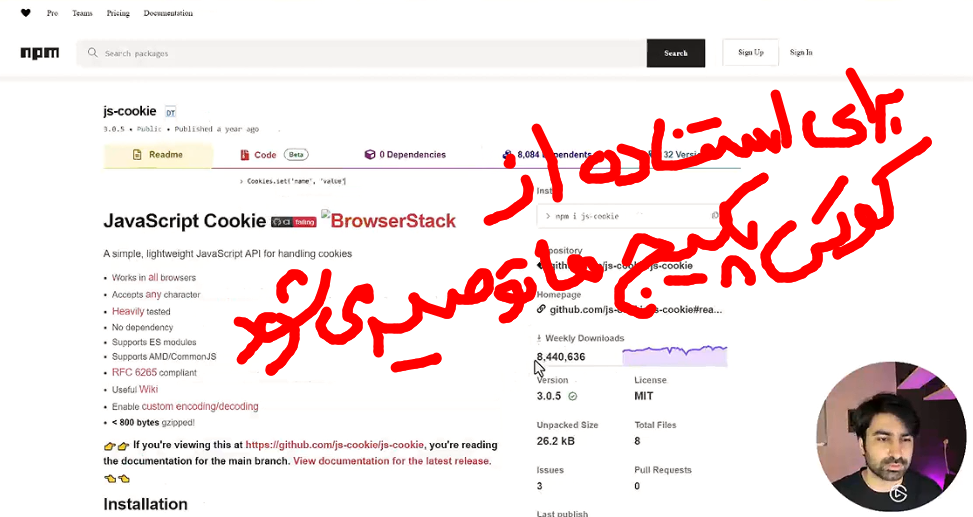 Pro Teams Pricing Documentation
npm Search packages Search Sign Up Sign In
js-cookie DT
3.0.5 • Public • Published a year ago
Readme Code Beta 0 Dependencies 8,084 Dependents 32 Versi
> Cookies.set('name', 'value')
JavaScript Cookie CI failing BrowserStack
A simple, lightweight JavaScript API for handling cookies
• Works in all browsers
• Accepts any character
• Heavily tested
• No dependency
• Supports ES modules
• Supports AMD/CommonJS
• RFC 6265 compliant
• Useful Wiki
• Enable custom encoding/decoding
• < 800 bytes gzipped!
👉👉 If you're viewing this at https://github.com/js-cookie/js-cookie, you're reading
the documentation for the main branch. View documentation for the latest release.
👈👈
Installation
Inst
> npm i js-cookie
pository
github.com/js-cookie/js-cookie
Homepage
github.com/js-cookie/js-cookie#rea...
Weekly Downloads
8,440,636
Version License
3.0.5 MIT
Unpacked Size Total Files
26.2 kB 8
Issues Pull Requests
3 0
Last publish
برای استفاده از
پکیج ها توصیه می شود